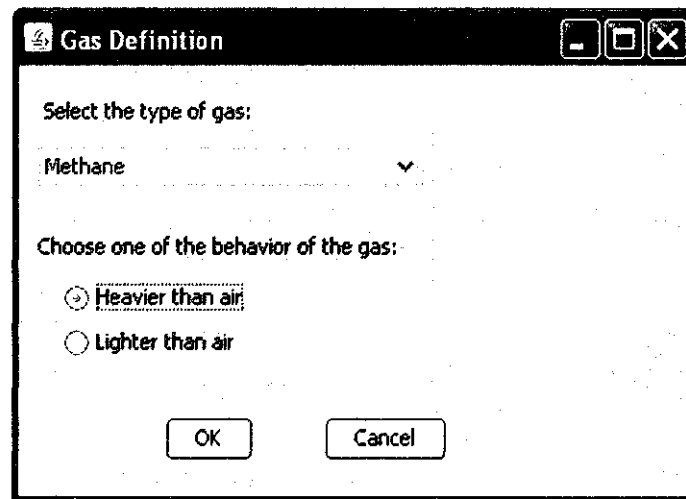 Gas Definition
Select the type of gas:
Methane
Choose one of the behavior of the gas:
Heavier than air
Lighter than air
OK Cancel